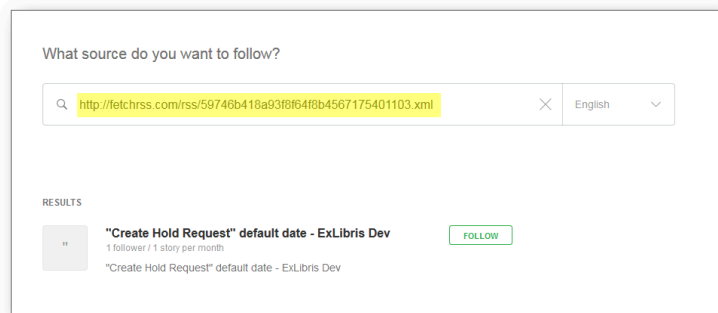 What source do you want to follow?
http://fetchrss.com/rss/59746b418a93f8f64f8b4567175401103.xml English
RESULTS
"
"Create Hold Request" default date - ExLibris Dev
FOLLOW
1 follower / 1 story per month
"Create Hold Request" default date - ExLibris Dev